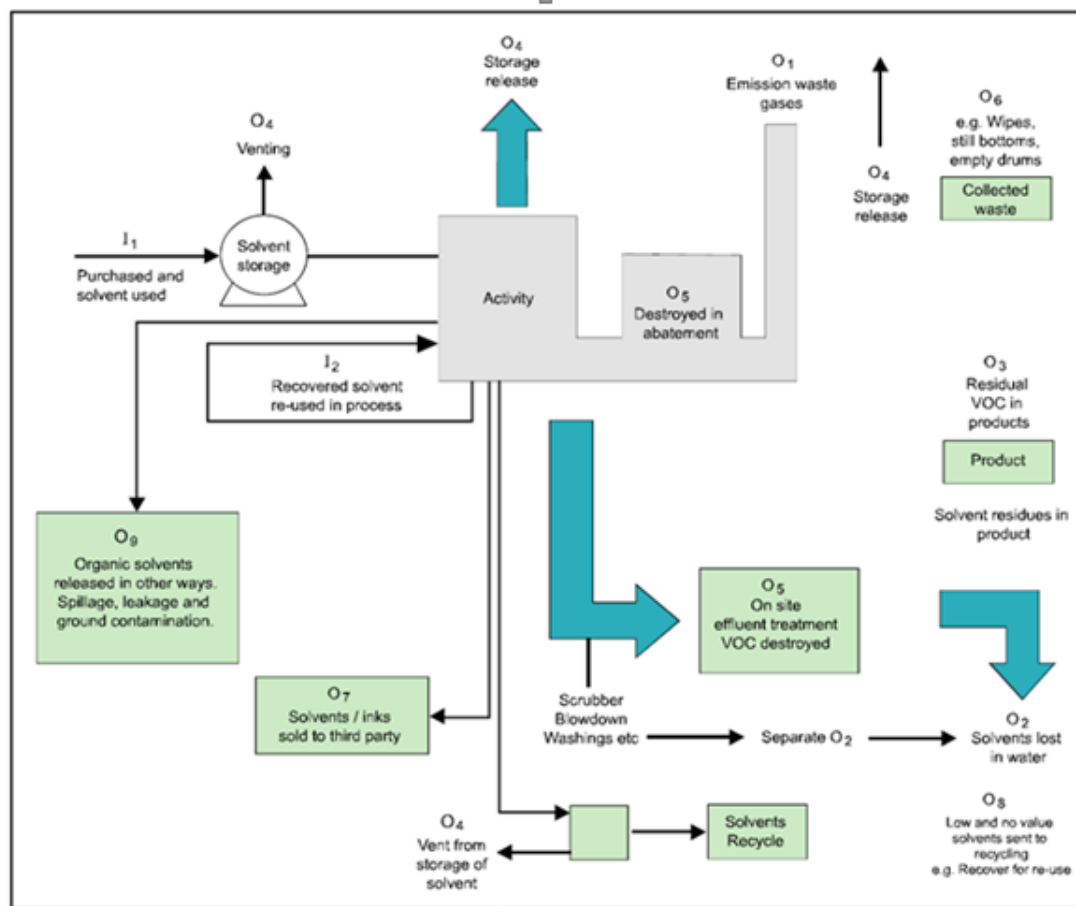 O4
Storage
release
O1
Emission waste
gases
O6
e.g. Wipes,
still bottoms,
empty drums
Collected
waste
O4
Storage
release
O4
Venting
I1
Purchased and
solvent used
Solvent
storage
Activity
O5
Destroyed in
abatement
I2
Recovered solvent
re-used in process
O3
Residual
VOC in
products
Product
Solvent residues in
product
O9
Organic solvents
released in other ways.
Spillage, leakage and
ground contamination.
O5
On site
effluent treatment
VOC destroyed
O7
Solvents / inks
sold to third party
Scrubber
Blowdown
Washings etc
Separate O2
O2
Solvents lost
in water
O4
Vent from
storage of
solvent
Solvents
Recycle
O8
Low and no value
solvents sent to
recycling
e.g. Recover for re-use